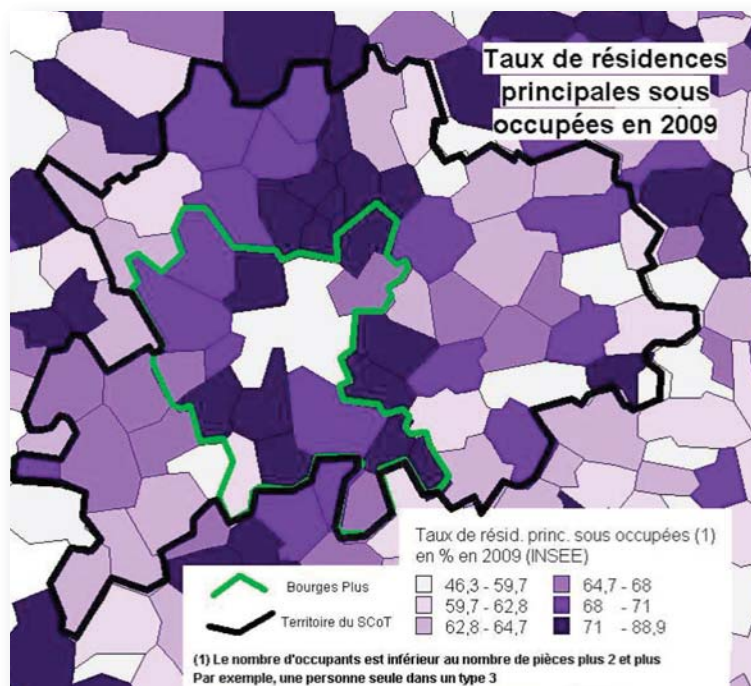 Taux de résidences
principales sous
occupées en 2009
Taux de résid. princ. sous occupées (1)
en % en 2009 (INSEE)
Bourges Plus
Territoire du SCoT
46,3 - 59,7
59,7 - 62,8
62,8 - 64,7
64,7 - 68
68 - 71
71 - 88,9
(1) Le nombre d'occupants est inférieur au nombre de pièces plus 2 et plus
Par exemple, une personne seule dans un type 3